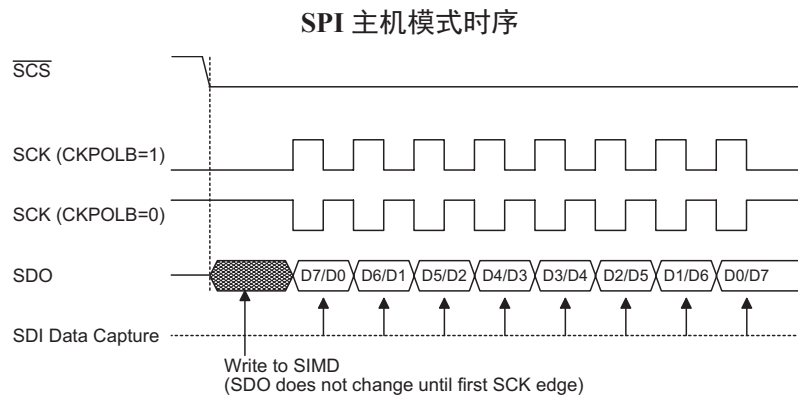 SPI 主机模式时序
SCS
SCK (CKPOLB=1)
SCK (CKPOLB=0)
SDO
D7/D0 D6/D1 D5/D2 D4/D3 D3/D4 D2/D5 D1/D6 D0/D7
SDI Data Capture
Write to SIMD
(SDO does not change until first SCK edge)